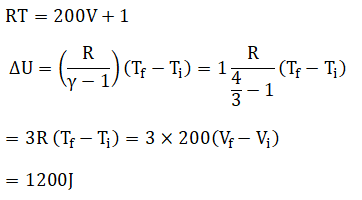 RT = 200V + 1
ΔU = (R / (γ − 1)) (T_f − T_i) = 1 R / (4/3 − 1) (T_f − T_i)
= 3R (T_f − T_i) = 3 × 200(V_f − V_i)
= 1200J